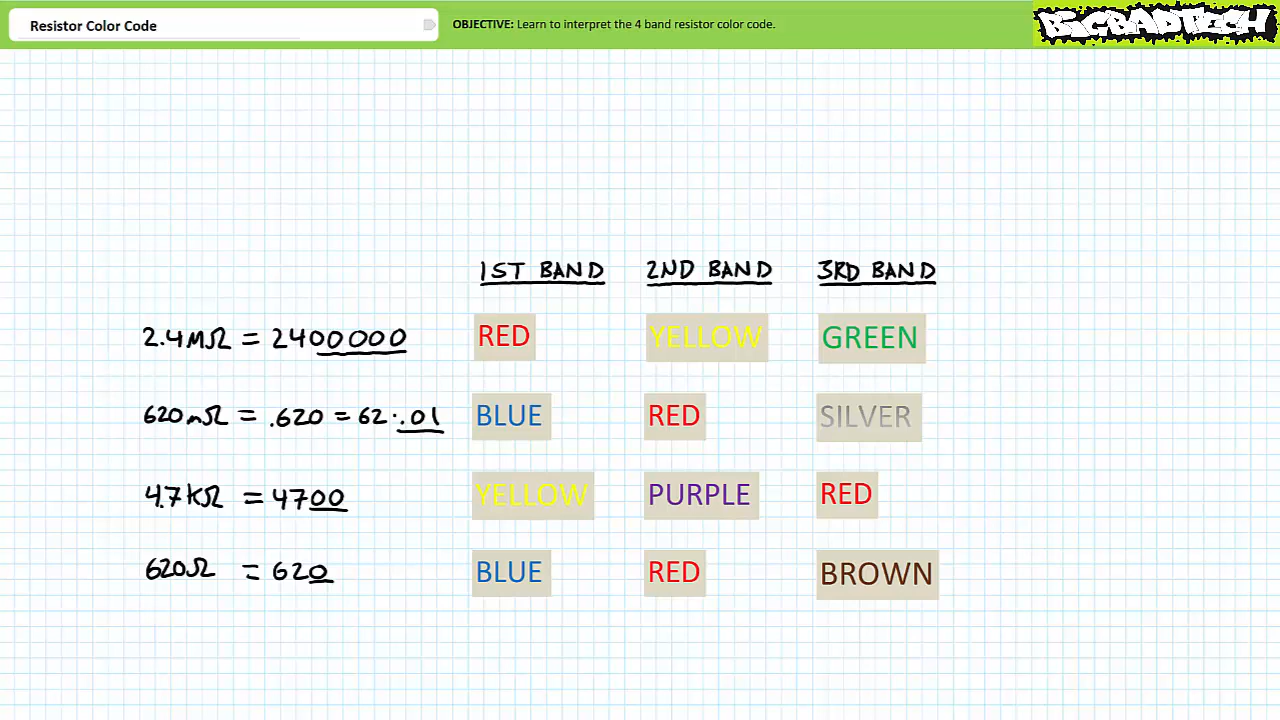 Resistor Color Code
OBJECTIVE: Learn to interpret the 4 band resistor color code.
BIGBADTECH
1ST BAND 2ND BAND 3RD BAND
2.4MΩ = 2400000 RED YELLOW GREEN
620mΩ = .620 = 62·.01 BLUE RED SILVER
4.7KΩ = 4700 YELLOW PURPLE RED
620Ω = 620 BLUE RED BROWN